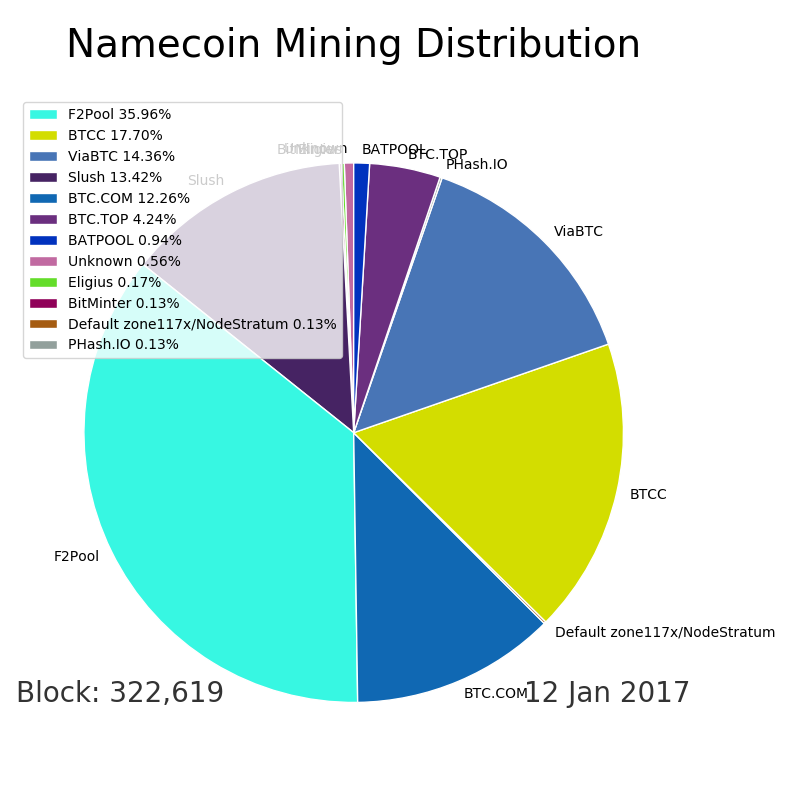 Namecoin Mining Distribution
F2Pool 35.96%
BTCC 17.70%
ViaBTC 14.36%
Slush 13.42%
BTC.COM 12.26%
BTC.TOP 4.24%
BATPOOL 0.94%
Unknown 0.56%
Eligius 0.17%
BitMinter 0.13%
Default zone117x/NodeStratum 0.13%
PHash.IO 0.13%
Unknown
BATPOOL
BTC.TOP
PHash.IO
Slush
ViaBTC
BTCC
F2Pool
Default zone117x/NodeStratum
BTC.COM
Block: 322,619
12 Jan 2017